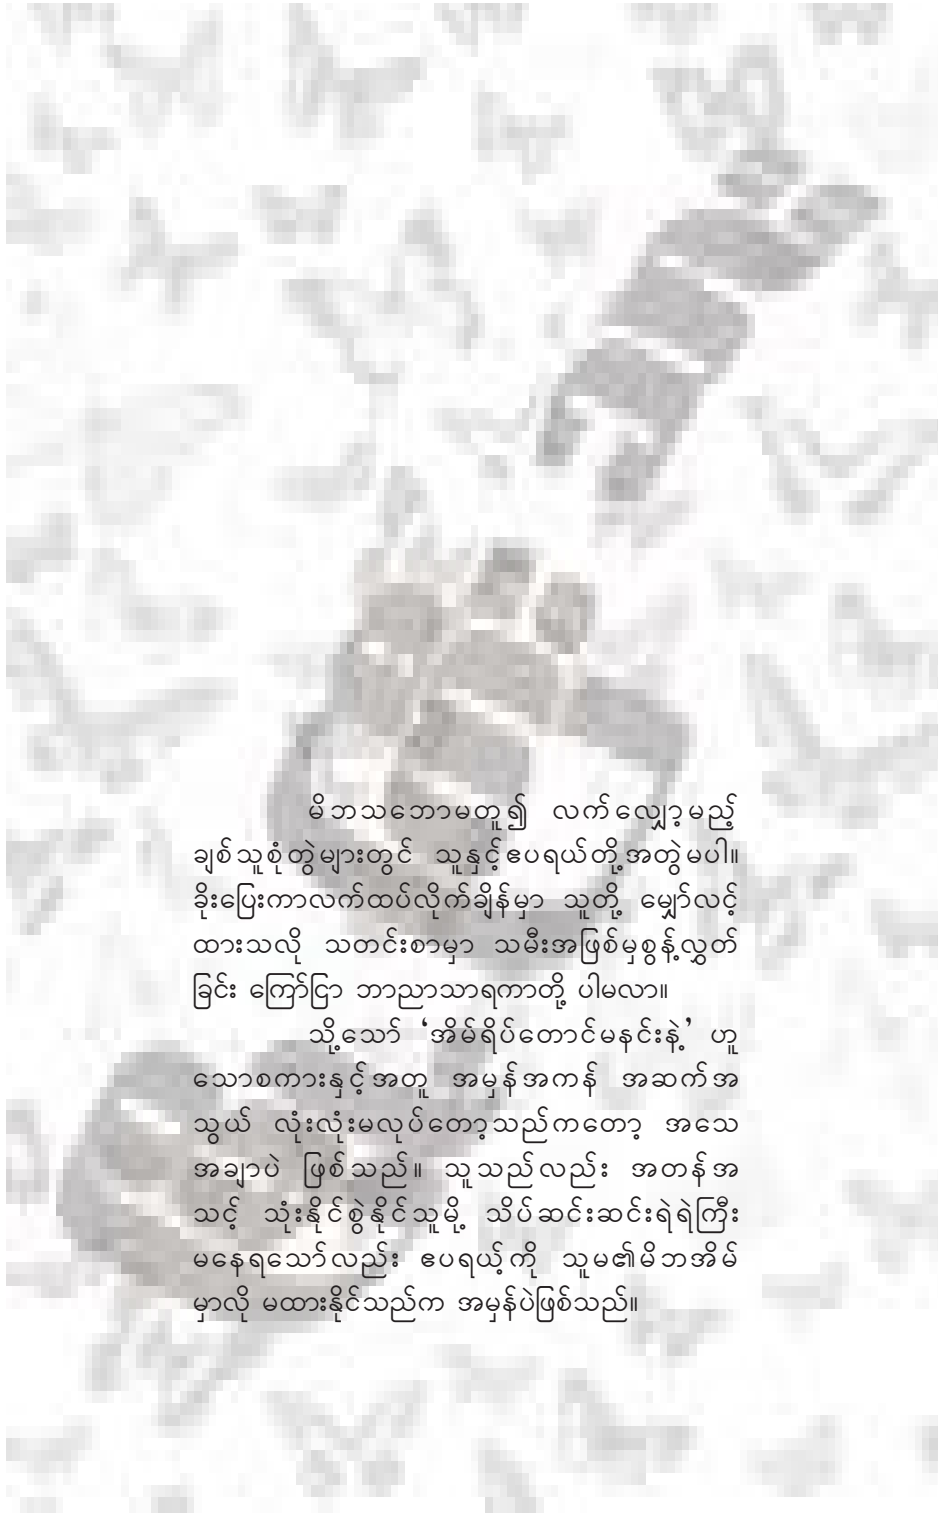 မိဘသဘောမတူ၍ လက်လျှော့မည့်
ချစ်သူစုံတွဲများတွင် သူနှင့်ဧပရယ်တို့အတွဲမပါ။
ခိုးပြေးကာလက်ထပ်လိုက်ချိန်မှာ သူတို့ မျှော်လင့်
ထားသလို သတင်းစာမှာ သမီးအဖြစ်မှစွန့်လွှတ်
ခြင်း ကြော်ငြာ ဘာညာသာရကာတို့ ပါမလာ။
သို့သော် ‘အိမ်ရိပ်တောင်မနင်းနဲ့’ ဟူ
သောစကားနှင့်အတူ အမှန်အကန် အဆက်အ
သွယ် လုံးလုံးမလုပ်တော့သည်ကတော့ အသေ
အချာပဲ ဖြစ်သည်။ သူသည်လည်း အတန်အ
သင့် သုံးနိုင်စွဲနိုင်သူမို့ သိပ်ဆင်းဆင်းရဲရဲကြီး
မနေရသော်လည်း ဧပရယ့်ကို သူမ၏မိဘအိမ်
မှာလို မထားနိုင်သည်က အမှန်ပဲဖြစ်သည်။